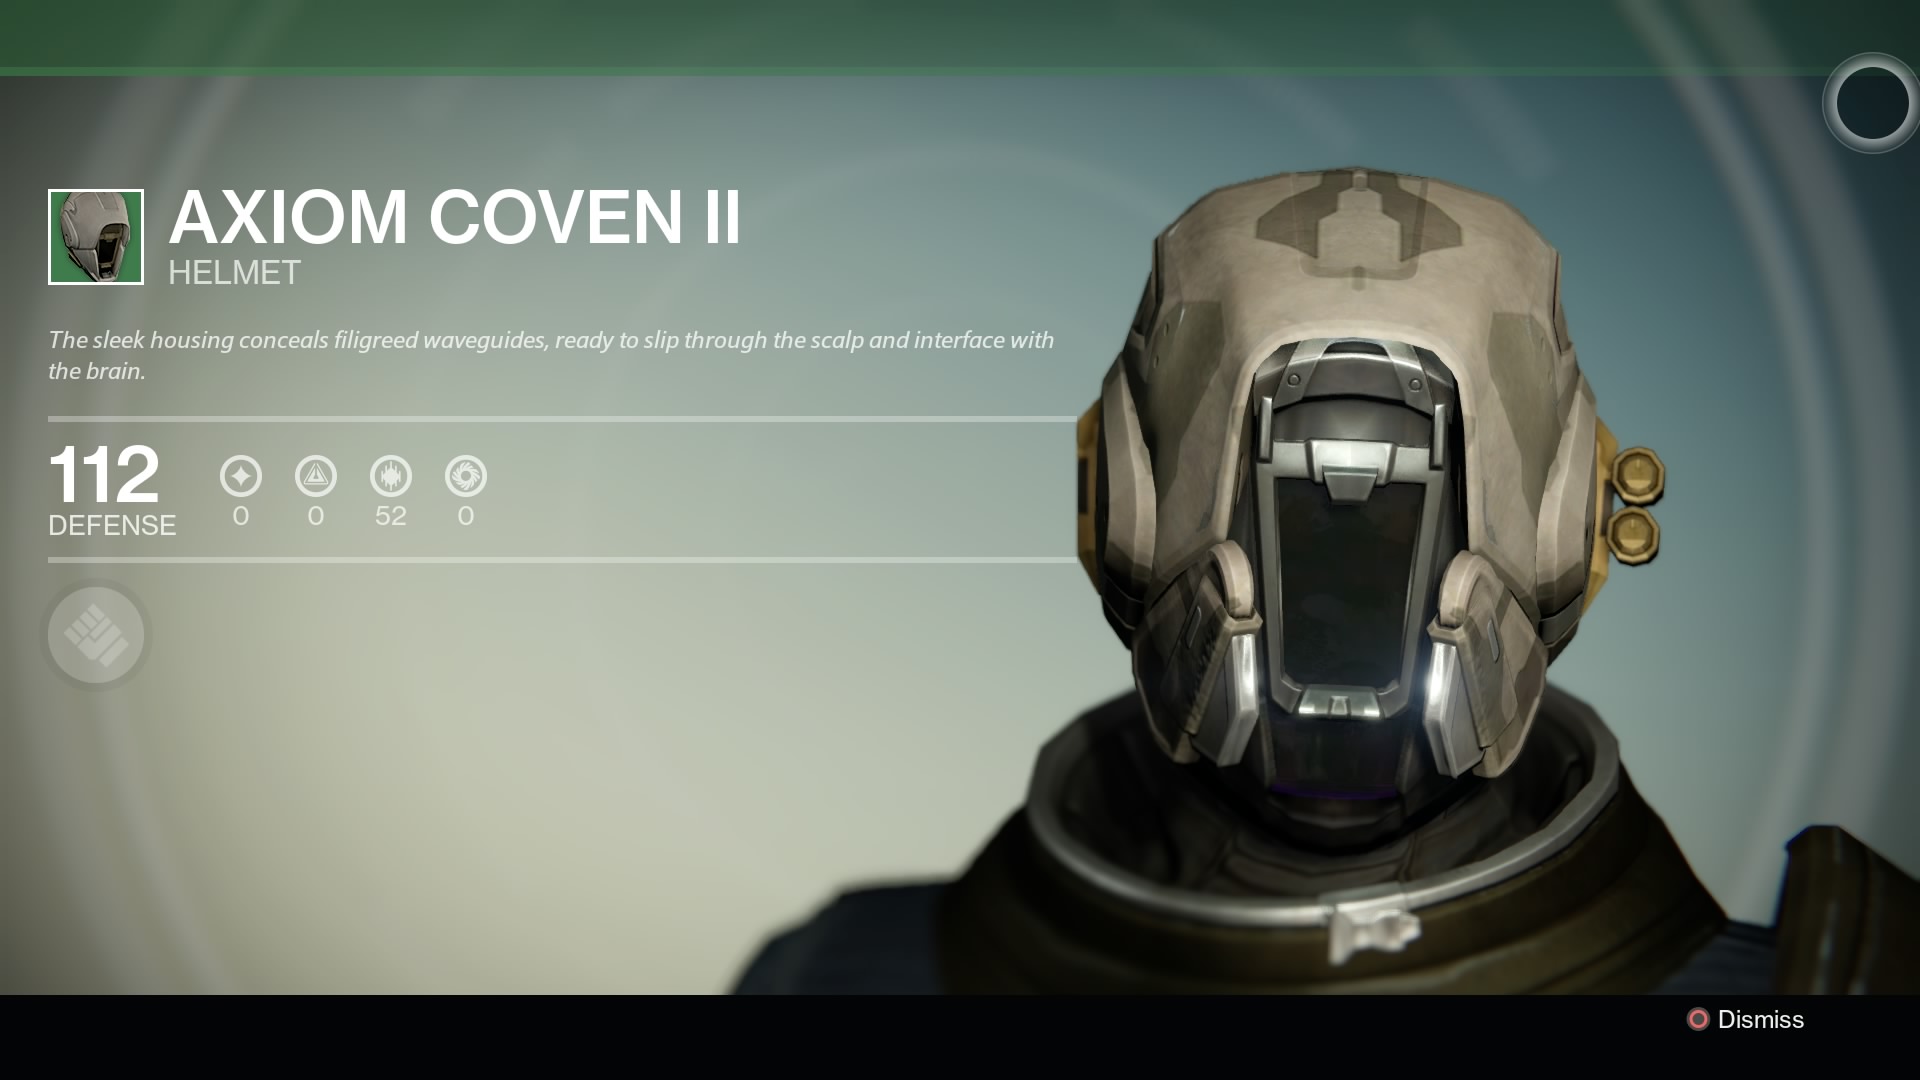 AXIOM COVEN II
HELMET
The sleek housing conceals filigreed waveguides, ready to slip through the scalp and interface with
the brain.
112
DEFENSE
0 0 52 0
Dismiss